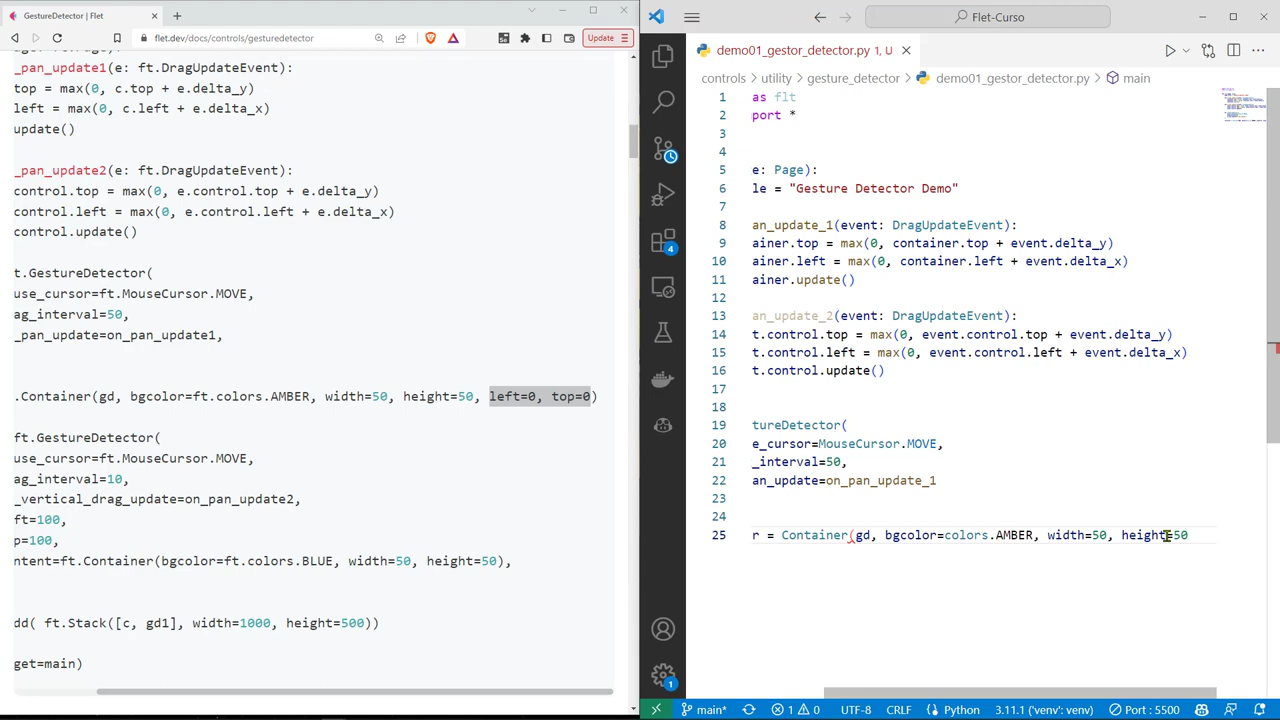 GestureDetector | Flet
flet.dev/docs/controls/gesturedetector
Update
_pan_update1(e: ft.DragUpdateEvent):
top = max(0, c.top + e.delta_y)
left = max(0, c.left + e.delta_x)
update()
_pan_update2(e: ft.DragUpdateEvent):
control.top = max(0, e.control.top + e.delta_y)
control.left = max(0, e.control.left + e.delta_x)
control.update()
t.GestureDetector(
use_cursor=ft.MouseCursor.MOVE,
ag_interval=50,
_pan_update=on_pan_update1,
.Container(gd, bgcolor=ft.colors.AMBER, width=50, height=50, left=0, top=0)
ft.GestureDetector(
use_cursor=ft.MouseCursor.MOVE,
ag_interval=10,
_vertical_drag_update=on_pan_update2,
ft=100,
p=100,
ntent=ft.Container(bgcolor=ft.colors.BLUE, width=50, height=50),
dd( ft.Stack([c, gd1], width=1000, height=500))
get=main)
Flet-Curso
demo01_gestor_detector.py 1, U
controls > utility > gesture_detector > demo01_gestor_detector.py > main
1 as flt
2 port *
3
4
5 e: Page):
6 le = "Gesture Detector Demo"
7
8 an_update_1(event: DragUpdateEvent):
9 ainer.top = max(0, container.top + event.delta_y)
10 ainer.left = max(0, container.left + event.delta_x)
11 ainer.update()
12
13 an_update_2(event: DragUpdateEvent):
14 t.control.top = max(0, event.control.top + event.delta_y)
15 t.control.left = max(0, event.control.left + event.delta_x)
16 t.control.update()
17
18
19 tureDetector(
20 e_cursor=MouseCursor.MOVE,
21 _interval=50,
22 an_update=on_pan_update_1
23
24
25 r = Container(gd, bgcolor=colors.AMBER, width=50, height=50
4
1
main* 1 0 UTF-8 CRLF Python 3.11.1 ('venv': venv) Port : 5500